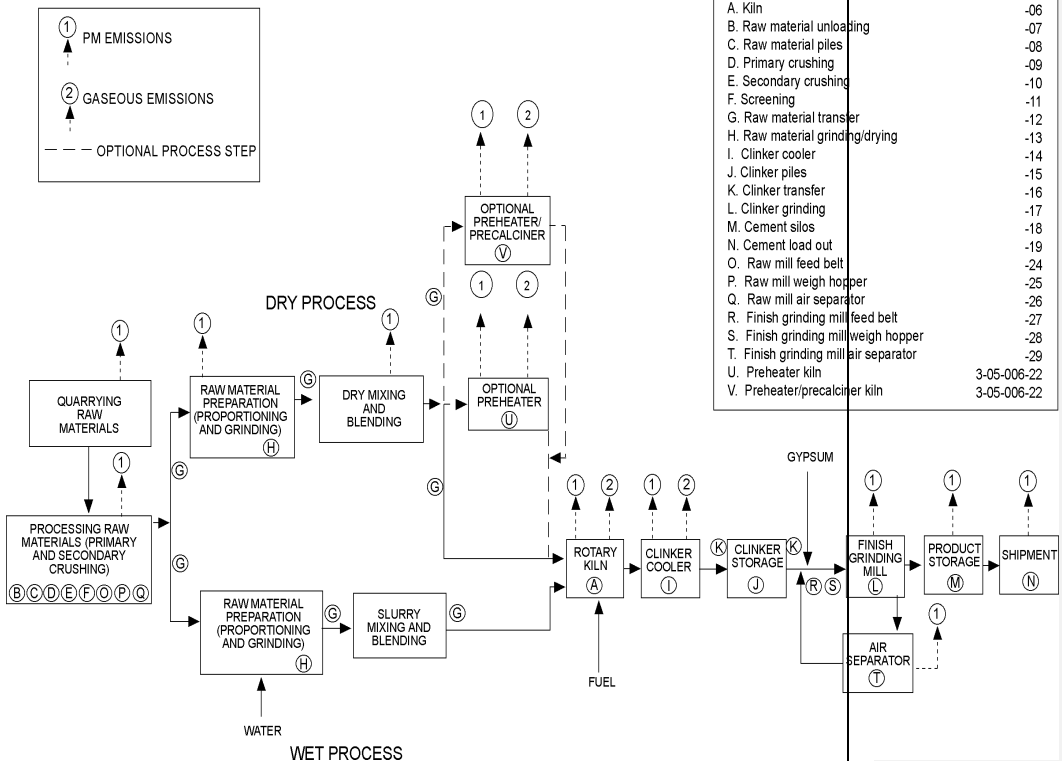 1 PM EMISSIONS
2 GASEOUS EMISSIONS
OPTIONAL PROCESS STEP
A. Kiln -06
B. Raw material unloading -07
C. Raw material piles -08
D. Primary crushing -09
E. Secondary crushing -10
F. Screening -11
G. Raw material transfer -12
H. Raw material grinding/drying -13
I. Clinker cooler -14
J. Clinker piles -15
K. Clinker transfer -16
L. Clinker grinding -17
M. Cement silos -18
N. Cement load out -19
O. Raw mill feed belt -24
P. Raw mill weigh hopper -25
Q. Raw mill air separator -26
R. Finish grinding mill feed belt -27
S. Finish grinding mill weigh hopper -28
T. Finish grinding mill air separator -29
U. Preheater kiln 3-05-006-22
V. Preheater/precalciner kiln 3-05-006-22
1 2
OPTIONAL
PREHEATER/
PRECALCINER
V
G
1 2
DRY PROCESS
1
1
1
QUARRYING
RAW
MATERIALS
RAW MATERIAL
PREPARATION
(PROPORTIONING
AND GRINDING)
H
G
DRY MIXING
AND
BLENDING
OPTIONAL
PREHEATER
U
1
G
G
G
PROCESSING RAW
MATERIALS (PRIMARY
AND SECONDARY
CRUSHING)
B C D E F O P Q
RAW MATERIAL
PREPARATION
(PROPORTIONING
AND GRINDING)
H
G
SLURRY
MIXING AND
BLENDING
G
WATER
WET PROCESS
1 2
ROTARY
KILN
A
FUEL
1 2
CLINKER
COOLER
I
K
CLINKER
STORAGE
J
K
GYPSUM
R S
1
FINISH
GRINDING
MILL
L
1
PRODUCT
STORAGE
M
1
SHIPMENT
N
1
AIR
SEPARATOR
T